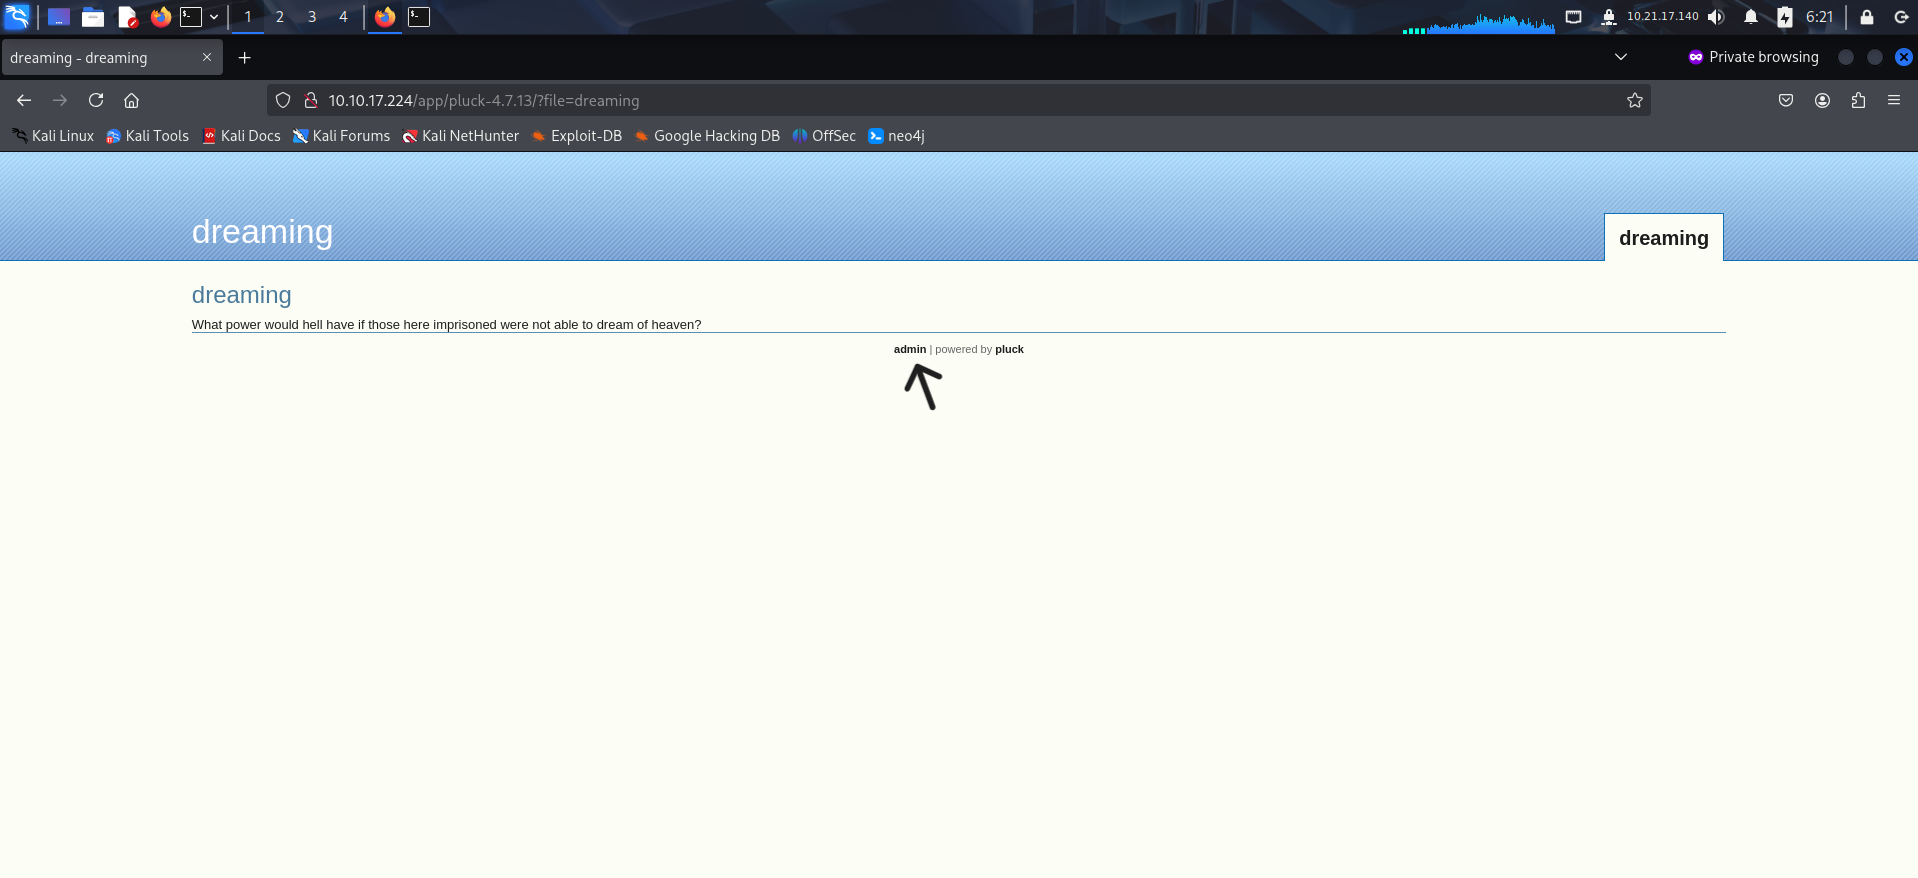 1 2 3 4 10.21.17.140 6:21
dreaming - dreaming Private browsing
10.10.17.224/app/pluck-4.7.13/?file=dreaming
Kali Linux Kali Tools Kali Docs Kali Forums Kali NetHunter Exploit-DB Google Hacking DB OffSec neo4j
dreaming dreaming
dreaming
What power would hell have if those here imprisoned were not able to dream of heaven?
admin | powered by pluck